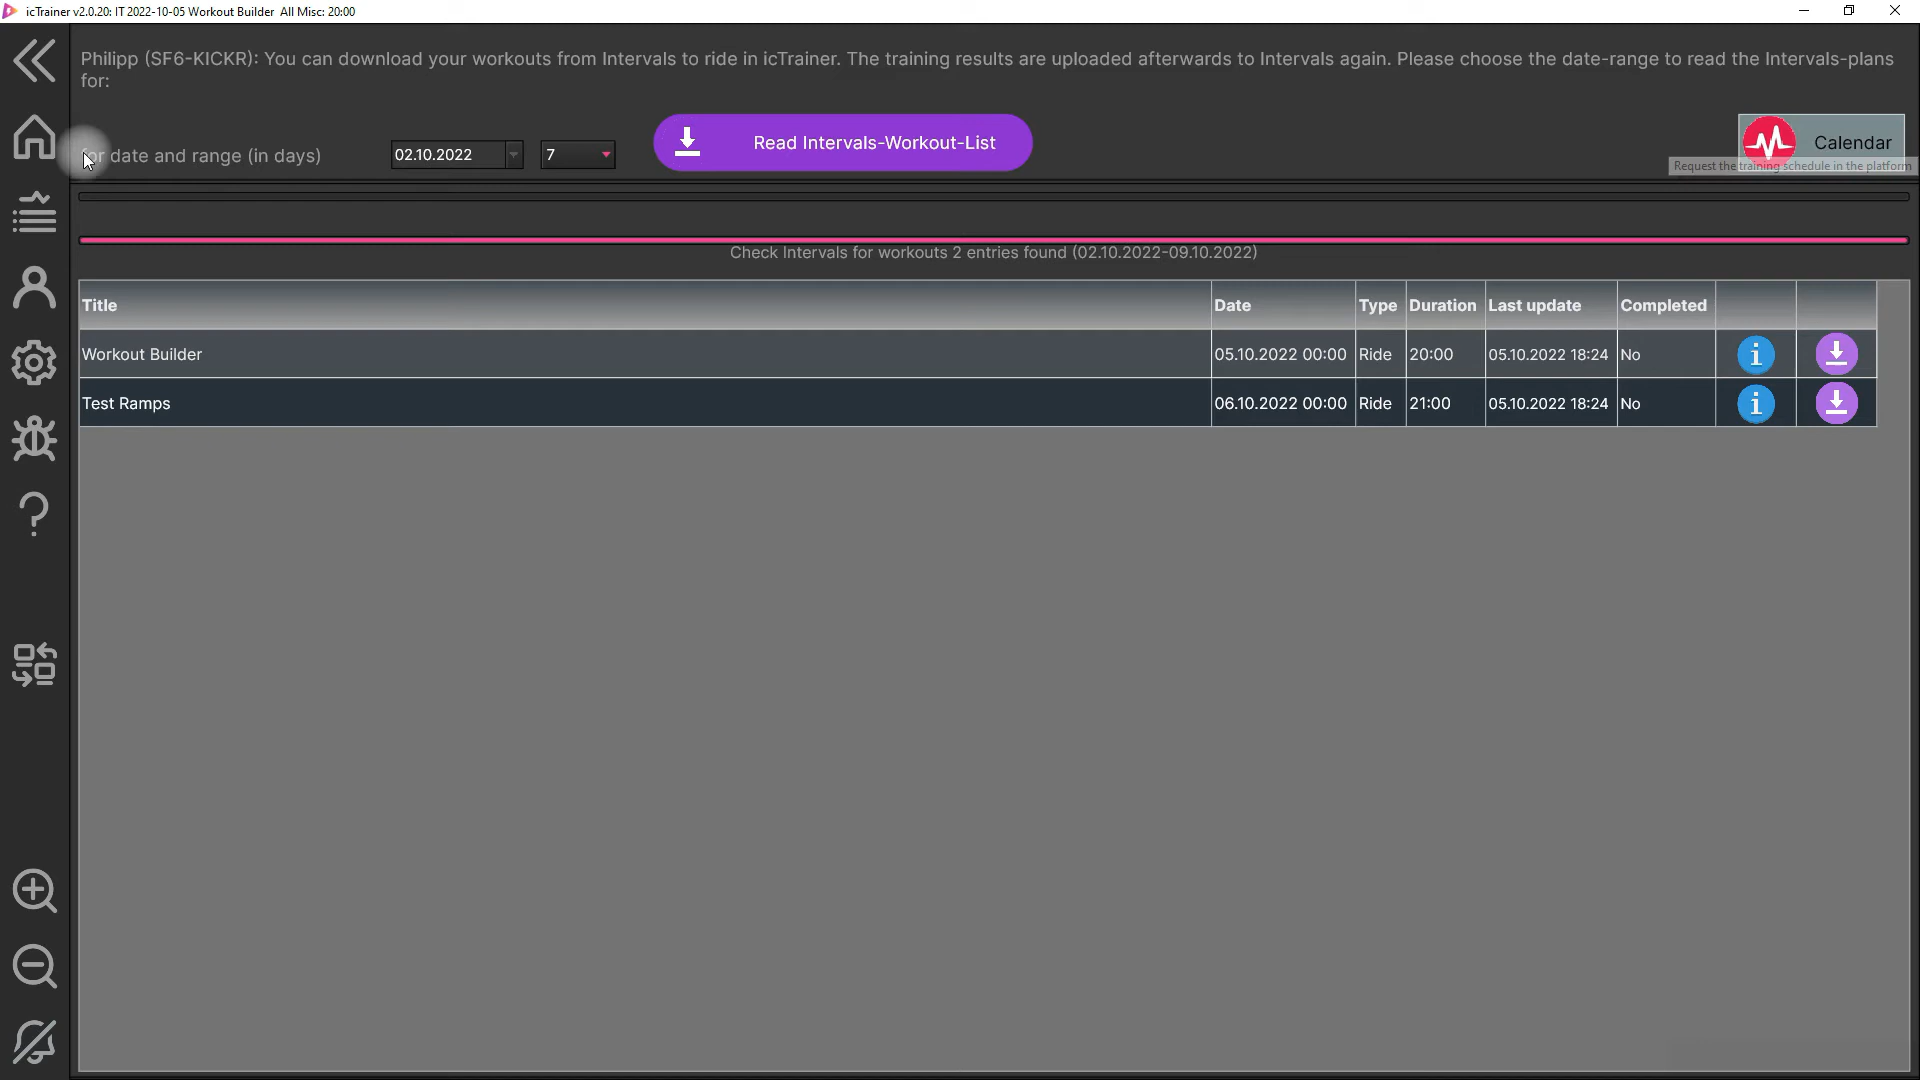 icTrainer v2.0.20: IT 2022-10-05 Workout Builder  All Misc: 20:00
Philipp (SF6-KICKR): You can download your workouts from Intervals to ride in icTrainer. The training results are uploaded afterwards to Intervals again. Please choose the date-range to read the Intervals-plans
for:
for date and range (in days)
02.10.2022
7
Read Intervals-Workout-List
Calendar
Request the training schedule in the platform
Check Intervals for workouts 2 entries found (02.10.2022-09.10.2022)
Title Date Type Duration Last update Completed
Workout Builder 05.10.2022 00:00 Ride 20:00 05.10.2022 18:24 No
Test Ramps 06.10.2022 00:00 Ride 21:00 05.10.2022 18:24 No